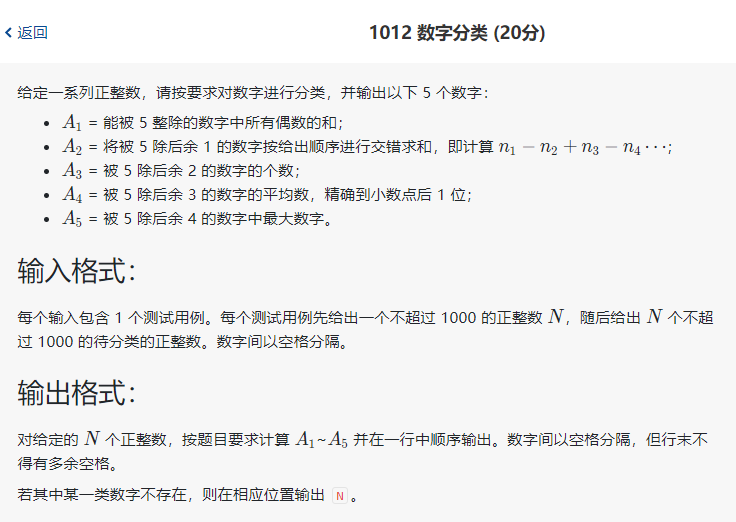 返回
1012 数字分类 (20分)
给定一系列正整数，请按要求对数字进行分类，并输出以下 5 个数字：
• A₁ = 能被 5 整除的数字中所有偶数的和；
• A₂ = 将被 5 除后余 1 的数字按给出顺序进行交错求和，即计算 n₁ − n₂ + n₃ − n₄ ⋯；
• A₃ = 被 5 除后余 2 的数字的个数；
• A₄ = 被 5 除后余 3 的数字的平均数，精确到小数点后 1 位；
• A₅ = 被 5 除后余 4 的数字中最大数字。
输入格式：
每个输入包含 1 个测试用例。每个测试用例先给出一个不超过 1000 的正整数 N，随后给出 N 个不超
过 1000 的待分类的正整数。数字间以空格分隔。
输出格式：
对给定的 N 个正整数，按题目要求计算 A₁~A₅ 并在一行中顺序输出。数字间以空格分隔，但行末不
得有多余空格。
若其中某一类数字不存在，则在相应位置输出 N 。